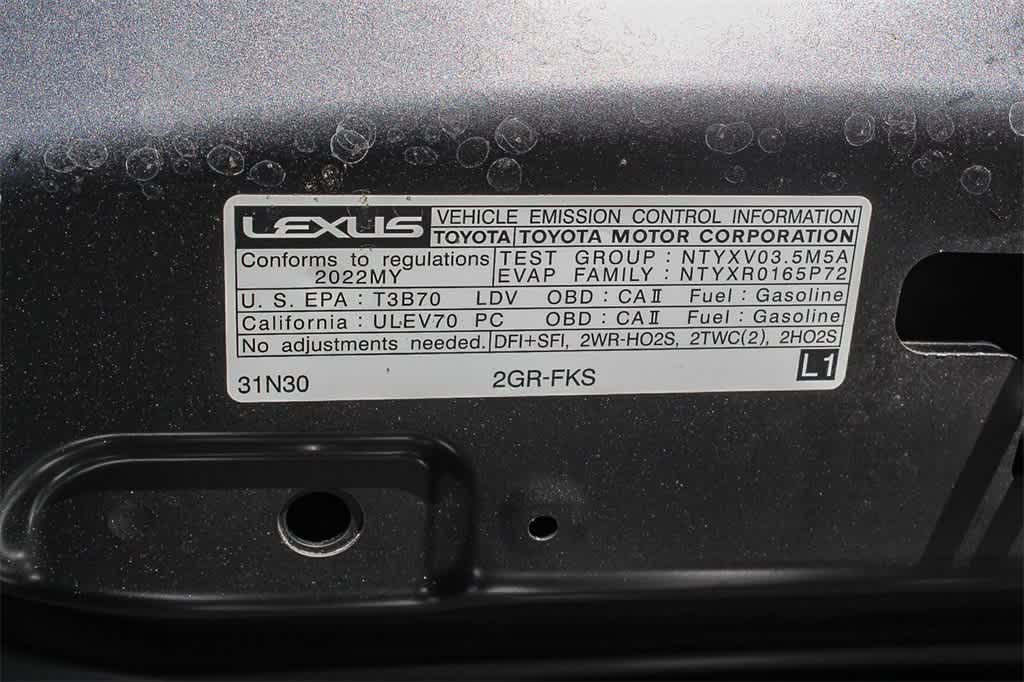 LEXUS VEHICLE EMISSION CONTROL INFORMATION
TOYOTA TOYOTA MOTOR CORPORATION
Conforms to regulations TEST GROUP : NTYXV03.5M5A
2022MY EVAP FAMILY : NTYXR0165P72
U. S. EPA : T3B70 LDV OBD : CAⅡ Fuel : Gasoline
California : ULEV70 PC OBD : CAⅡ Fuel : Gasoline
No adjustments needed. DFI+SFI, 2WR-HO2S, 2TWC(2), 2HO2S
31N30 2GR-FKS L1